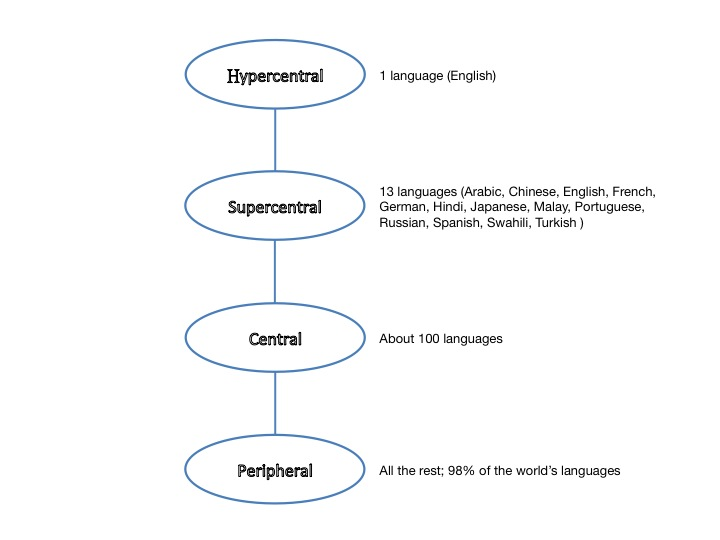 Hypercentral
1 language (English)
Supercentral
13 languages (Arabic, Chinese, English, French,
German, Hindi, Japanese, Malay, Portuguese,
Russian, Spanish, Swahili, Turkish )
Central
About 100 languages
Peripheral
All the rest; 98% of the world’s languages